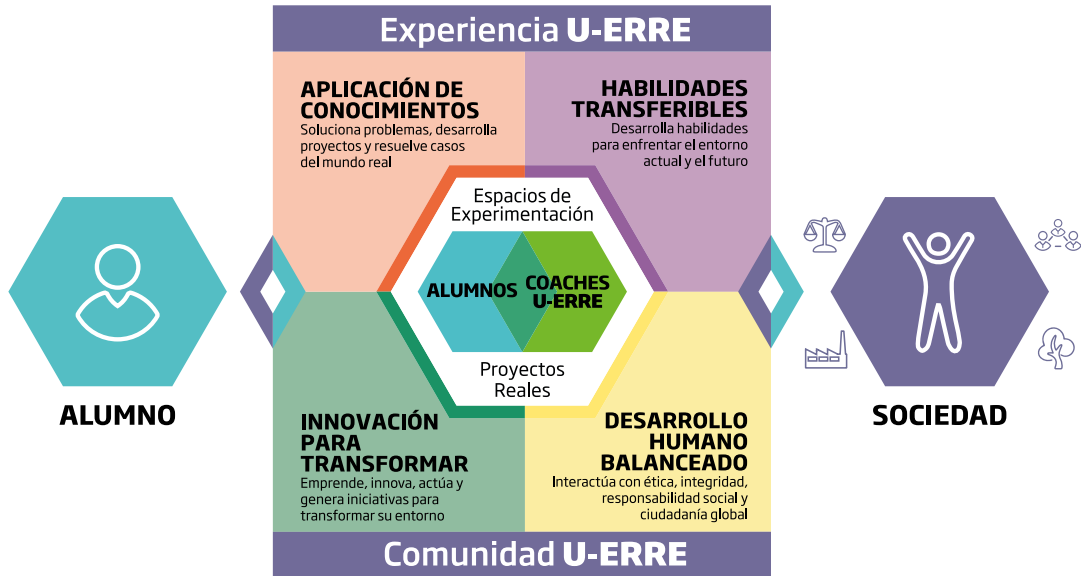 Experiencia U-ERRE
APLICACIÓN DE
CONOCIMIENTOS
Soluciona problemas, desarrolla
proyectos y resuelve casos
del mundo real
HABILIDADES
TRANSFERIBLES
Desarrolla habilidades
para enfrentar el entorno
actual y el futuro
Espacios de
Experimentación
ALUMNOS
COACHES
U-ERRE
Proyectos
Reales
ALUMNO
SOCIEDAD
INNOVACIÓN
PARA
TRANSFORMAR
Emprende, innova, actúa y
genera iniciativas para
transformar su entorno
DESARROLLO
HUMANO
BALANCEADO
Interactúa con ética, integridad,
responsabilidad social y
ciudadanía global
Comunidad U-ERRE